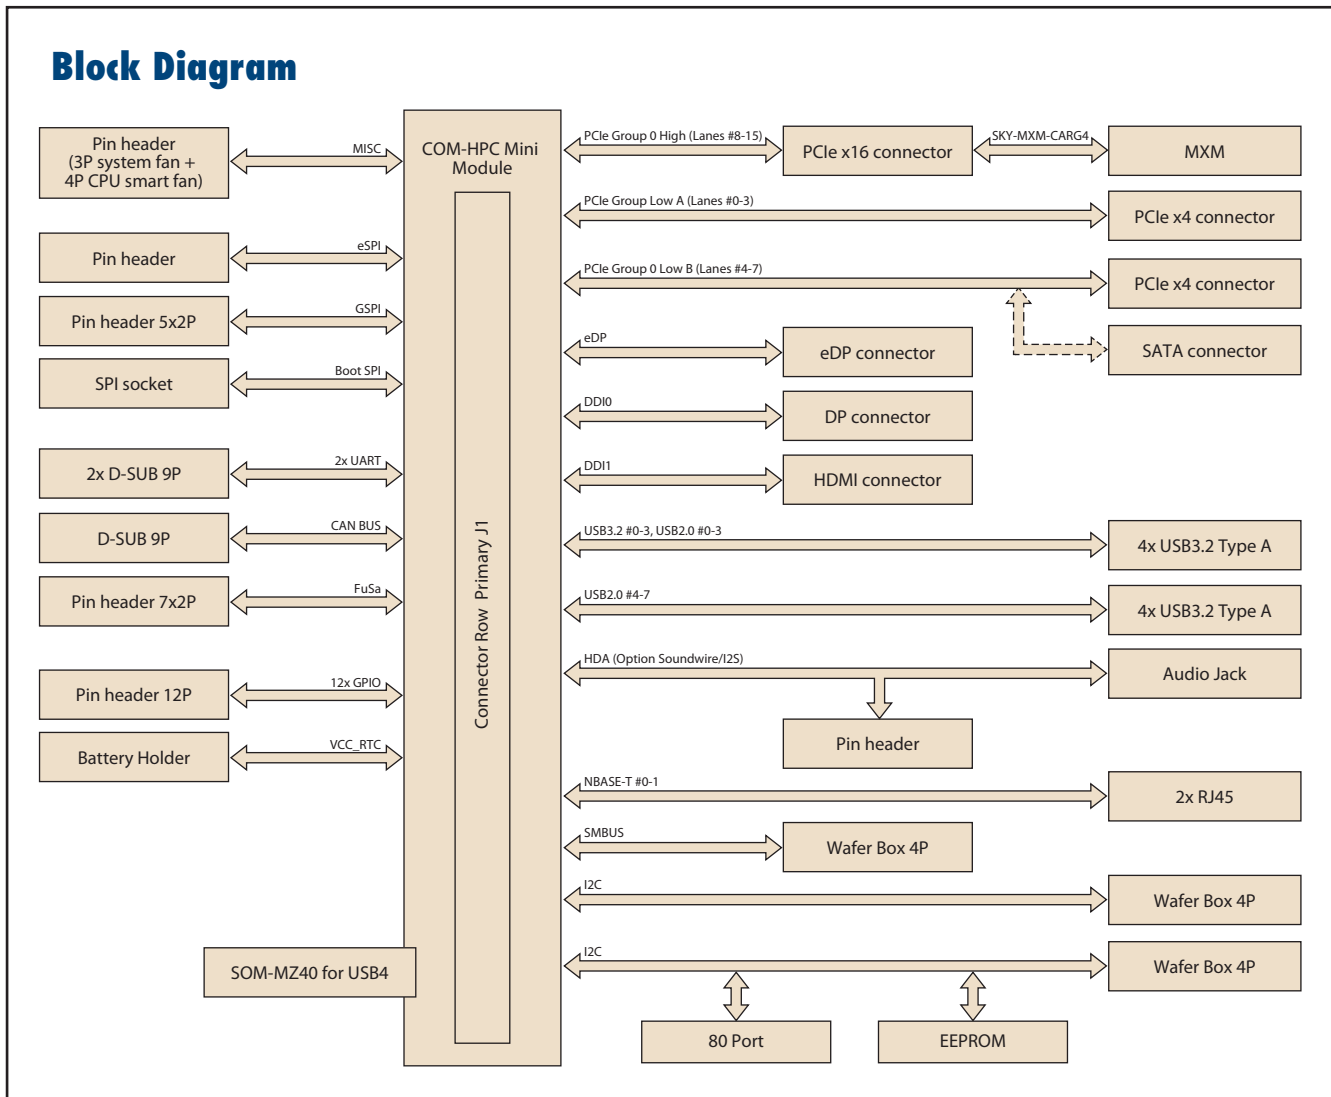 Block Diagram
Pin header
(3P system fan +
4P CPU smart fan)
MISC
Pin header
eSPI
Pin header 5x2P
GSPI
SPI socket
Boot SPI
2x D-SUB 9P
2x UART
D-SUB 9P
CAN BUS
Pin header 7x2P
FuSa
Pin header 12P
12x GPIO
Battery Holder
VCC_RTC
SOM-MZ40 for USB4
COM-HPC Mini
Module
Connector Row Primary J1
PCIe Group 0 High (Lanes #8-15)
PCIe x16 connector
SKY-MXM-CARG4
MXM
PCIe Group Low A (Lanes #0-3)
PCIe x4 connector
PCIe Group 0 Low B (Lanes #4-7)
PCIe x4 connector
SATA connector
eDP
eDP connector
DDI0
DP connector
DDI1
HDMI connector
USB3.2 #0-3, USB2.0 #0-3
4x USB3.2 Type A
USB2.0 #4-7
4x USB3.2 Type A
HDA (Option Soundwire/I2S)
Audio Jack
Pin header
NBASE-T #0-1
2x RJ45
SMBUS
Wafer Box 4P
I2C
Wafer Box 4P
I2C
Wafer Box 4P
80 Port
EEPROM